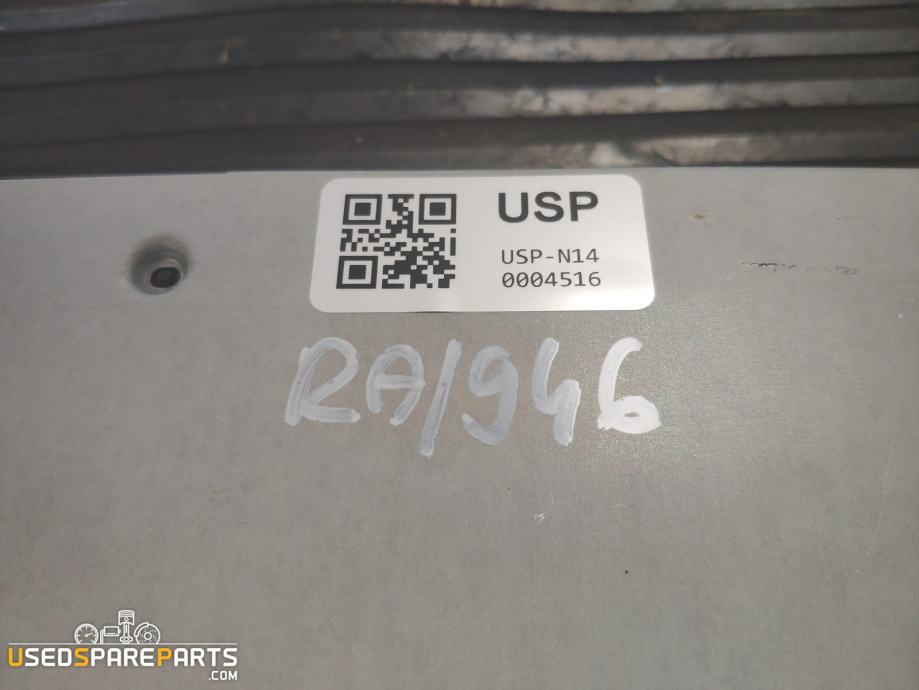 USP
USP-N14
0004516
RA/946
USEDSPAREPARTS
.COM